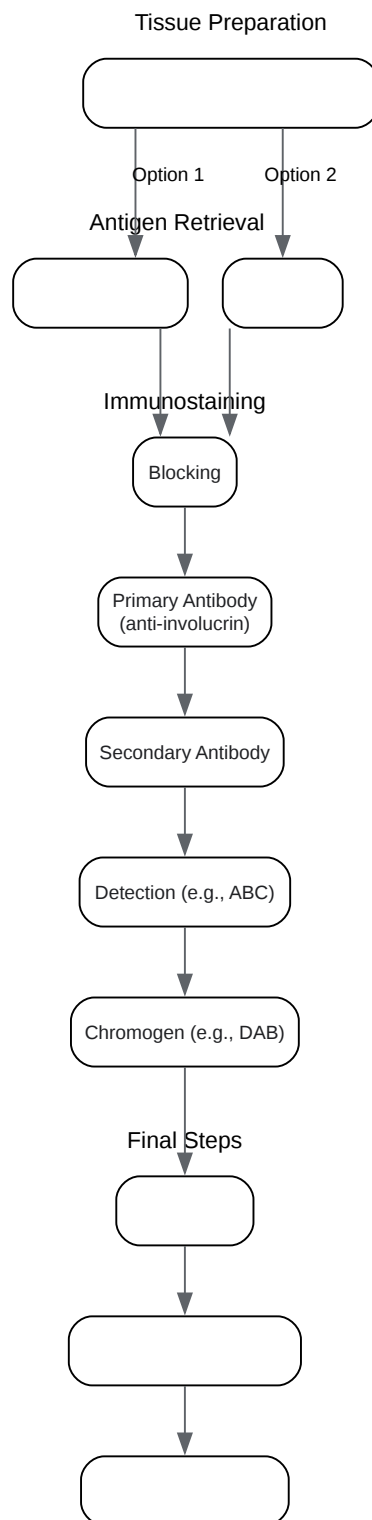 Tissue Preparation
Option 1
Option 2
Antigen Retrieval
Immunostaining
Blocking
Primary Antibody
(anti-involucrin)
Secondary Antibody
Detection (e.g., ABC)
Chromogen (e.g., DAB)
Final Steps